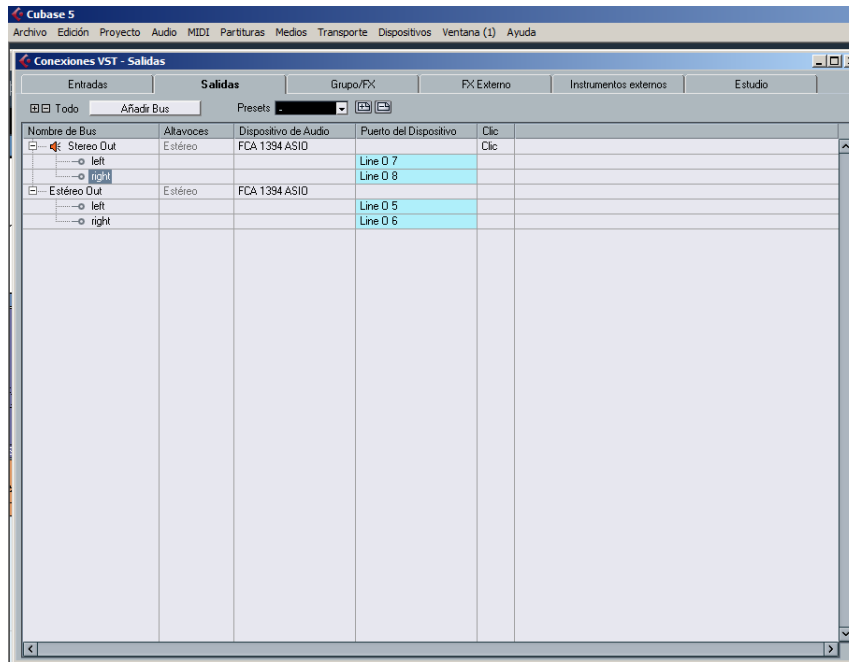 Cubase 5
Archivo Edición Proyecto Audio MIDI Partituras Medios Transporte Dispositivos Ventana (1) Ayuda
Conexiones VST - Salidas
Entradas Salidas Grupo/FX FX Externo Instrumentos externos Estudio
Todo Añadir Bus Presets -
Nombre de Bus Altavoces Dispositivo de Audio Puerto del Dispositivo Clic
Stereo Out Estéreo FCA 1394 ASIO Clic
left Line O 7
right Line O 8
Estéreo Out Estéreo FCA 1394 ASIO
left Line O 5
right Line O 6